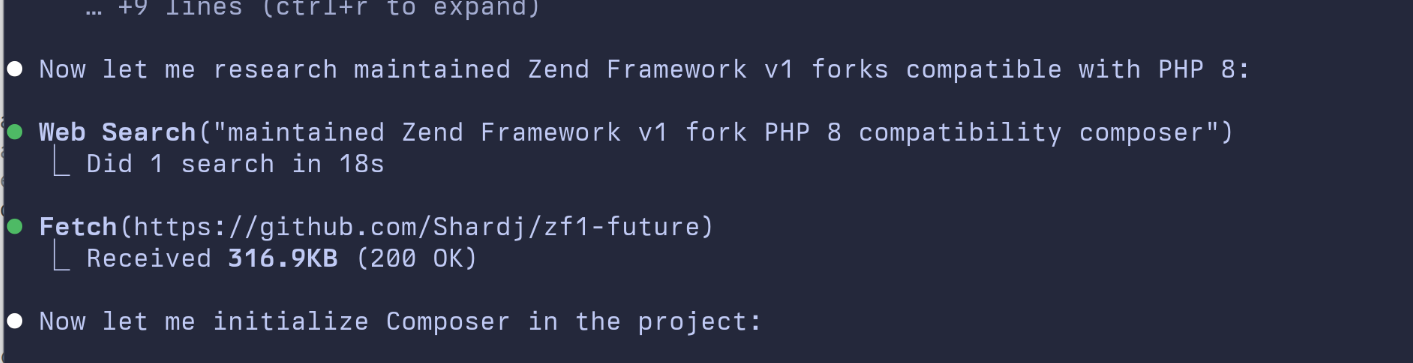 … +9 lines (ctrl+r to expand)
Now let me research maintained Zend Framework v1 forks compatible with PHP 8:
Web Search("maintained Zend Framework v1 fork PHP 8 compatibility composer")
Did 1 search in 18s
Fetch(https://github.com/Shardj/zf1-future)
Received 316.9KB (200 OK)
Now let me initialize Composer in the project: